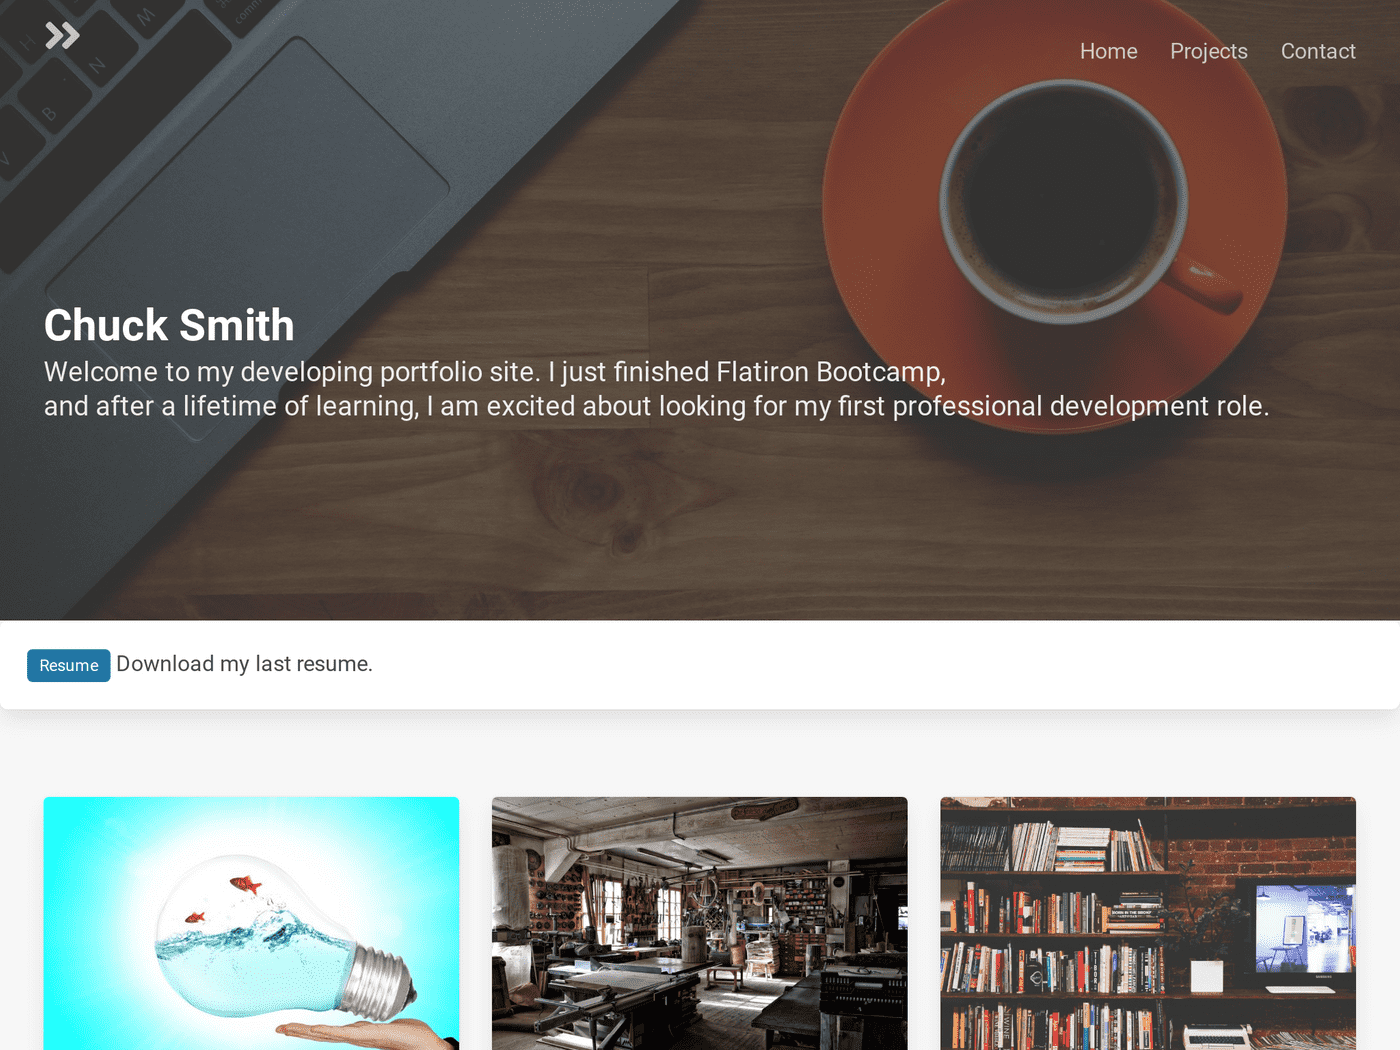 Home Projects Contact
Chuck Smith
Welcome to my developing portfolio site. I just finished Flatiron Bootcamp,
and after a lifetime of learning, I am excited about looking for my first professional development role.
Resume Download my last resume.